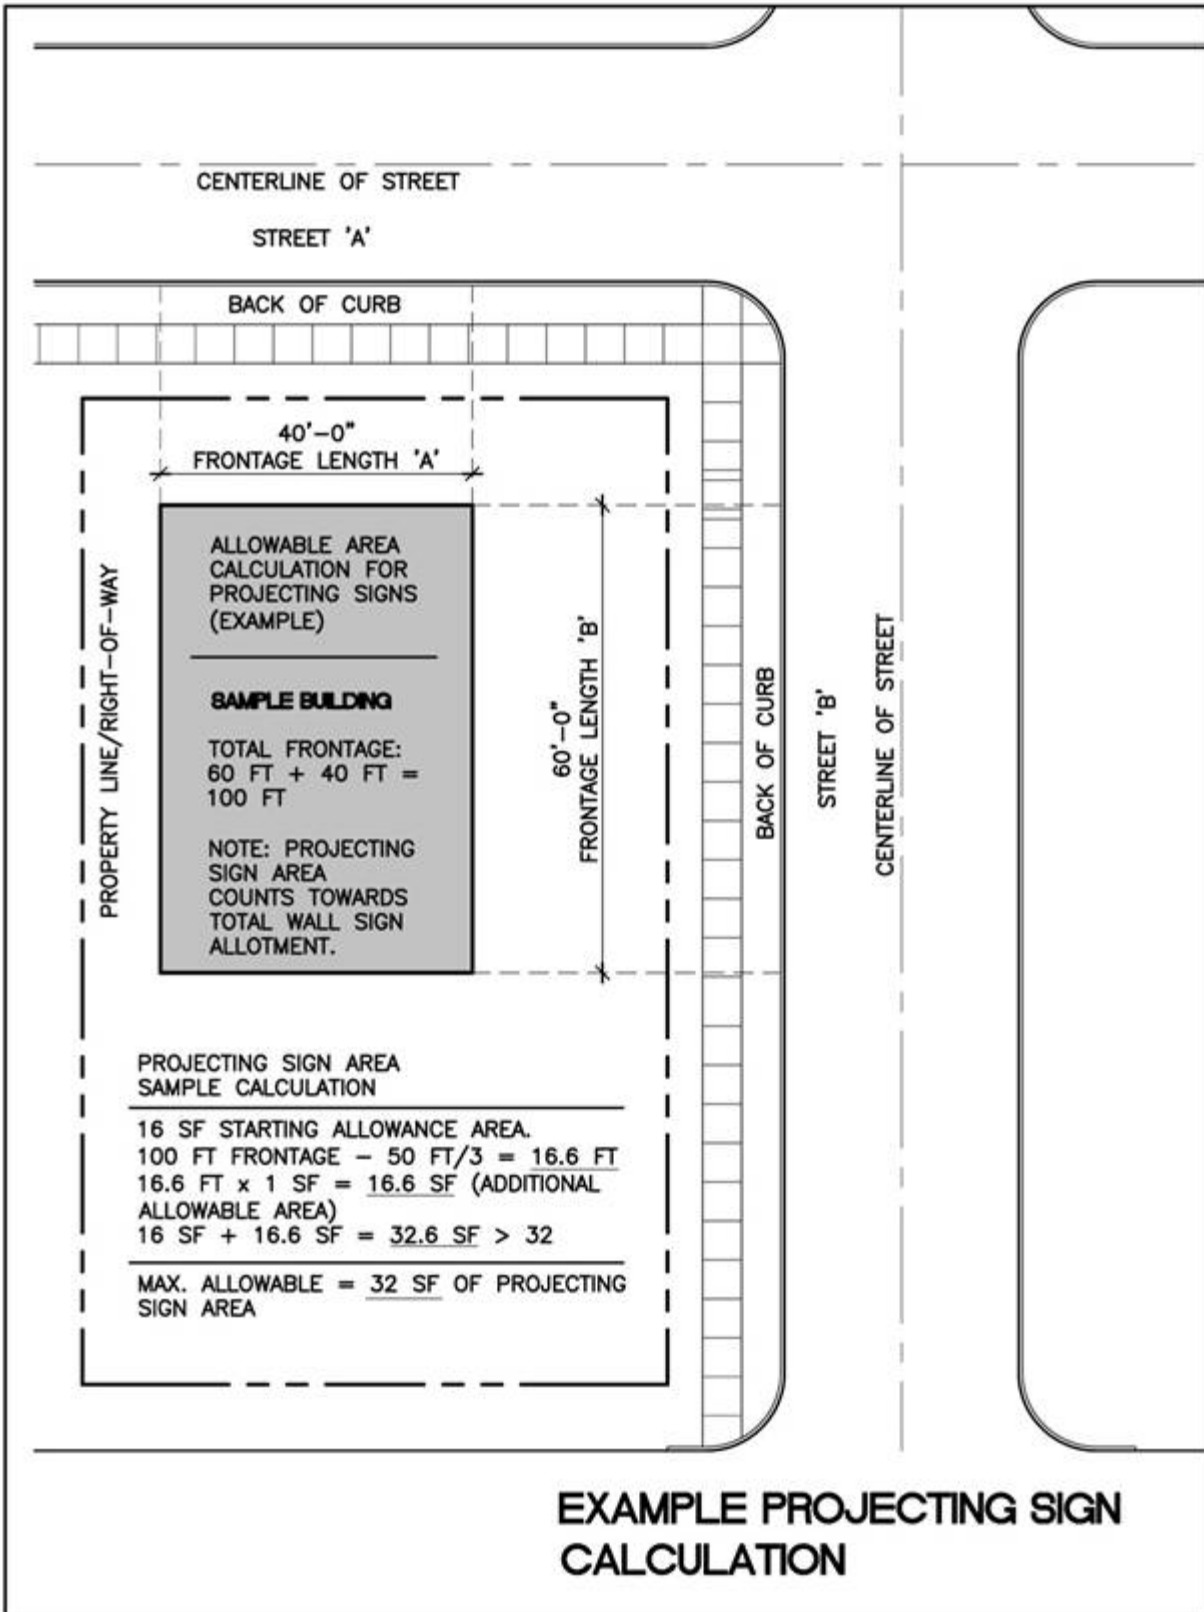 CENTERLINE OF STREET
STREET 'A'
BACK OF CURB
40'-0"
FRONTAGE LENGTH 'A'
ALLOWABLE AREA
CALCULATION FOR
PROJECTING SIGNS
(EXAMPLE)
SAMPLE BUILDING
TOTAL FRONTAGE:
60 FT + 40 FT =
100 FT
NOTE: PROJECTING
SIGN AREA
COUNTS TOWARDS
TOTAL WALL SIGN
ALLOTMENT.
PROPERTY LINE/RIGHT-OF-WAY
60'-0"
FRONTAGE LENGTH 'B'
BACK OF CURB
STREET 'B'
CENTERLINE OF STREET
PROJECTING SIGN AREA
SAMPLE CALCULATION
16 SF STARTING ALLOWANCE AREA.
100 FT FRONTAGE - 50 FT/3 = 16.6 FT
16.6 FT x 1 SF = 16.6 SF (ADDITIONAL
ALLOWABLE AREA)
16 SF + 16.6 SF = 32.6 SF > 32
MAX. ALLOWABLE = 32 SF OF PROJECTING
SIGN AREA
EXAMPLE PROJECTING SIGN
CALCULATION